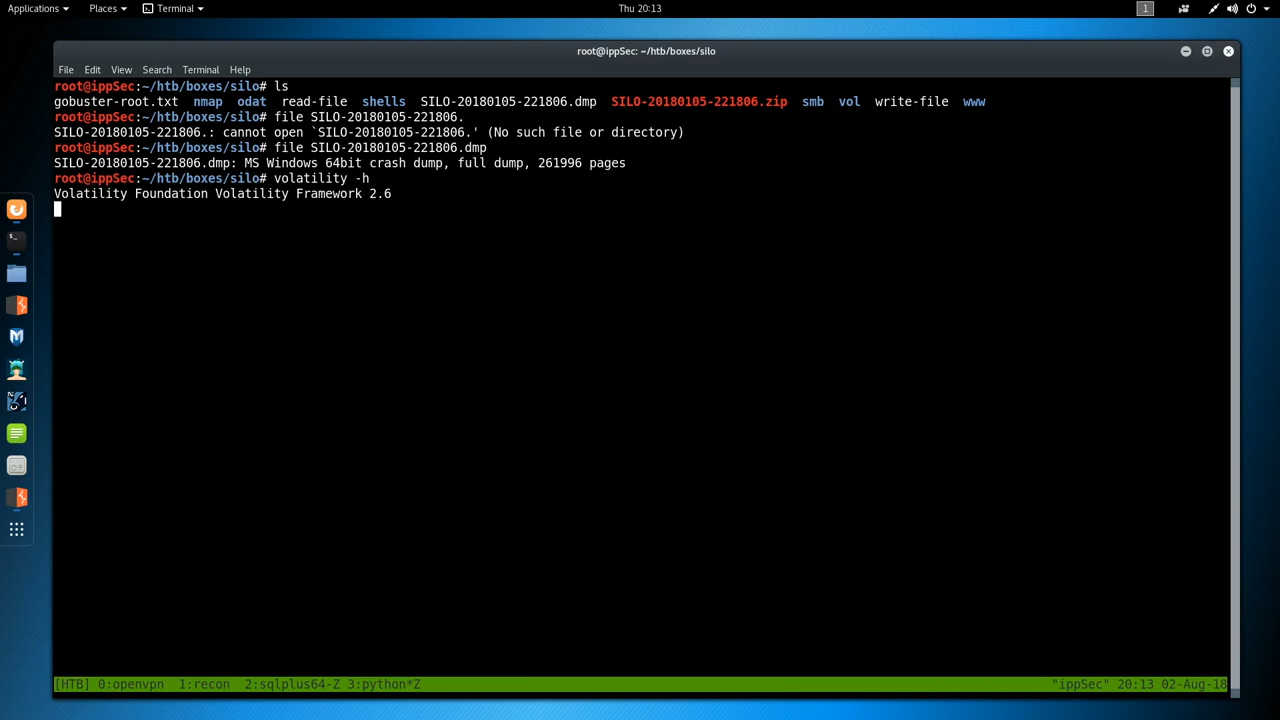 Applications Places Terminal Thu 20:13 1
root@ippSec: ~/htb/boxes/silo
File Edit View Search Terminal Help
root@ippSec:~/htb/boxes/silo# ls
gobuster-root.txt nmap odat read-file shells SILO-20180105-221806.dmp SILO-20180105-221806.zip smb vol write-file www
root@ippSec:~/htb/boxes/silo# file SILO-20180105-221806.
SILO-20180105-221806.: cannot open `SILO-20180105-221806.' (No such file or directory)
root@ippSec:~/htb/boxes/silo# file SILO-20180105-221806.dmp
SILO-20180105-221806.dmp: MS Windows 64bit crash dump, full dump, 261996 pages
root@ippSec:~/htb/boxes/silo# volatility -h
Volatility Foundation Volatility Framework 2.6
[HTB] 0:openvpn 1:recon 2:sqlplus64-Z 3:python*Z "ippSec" 20:13 02-Aug-18